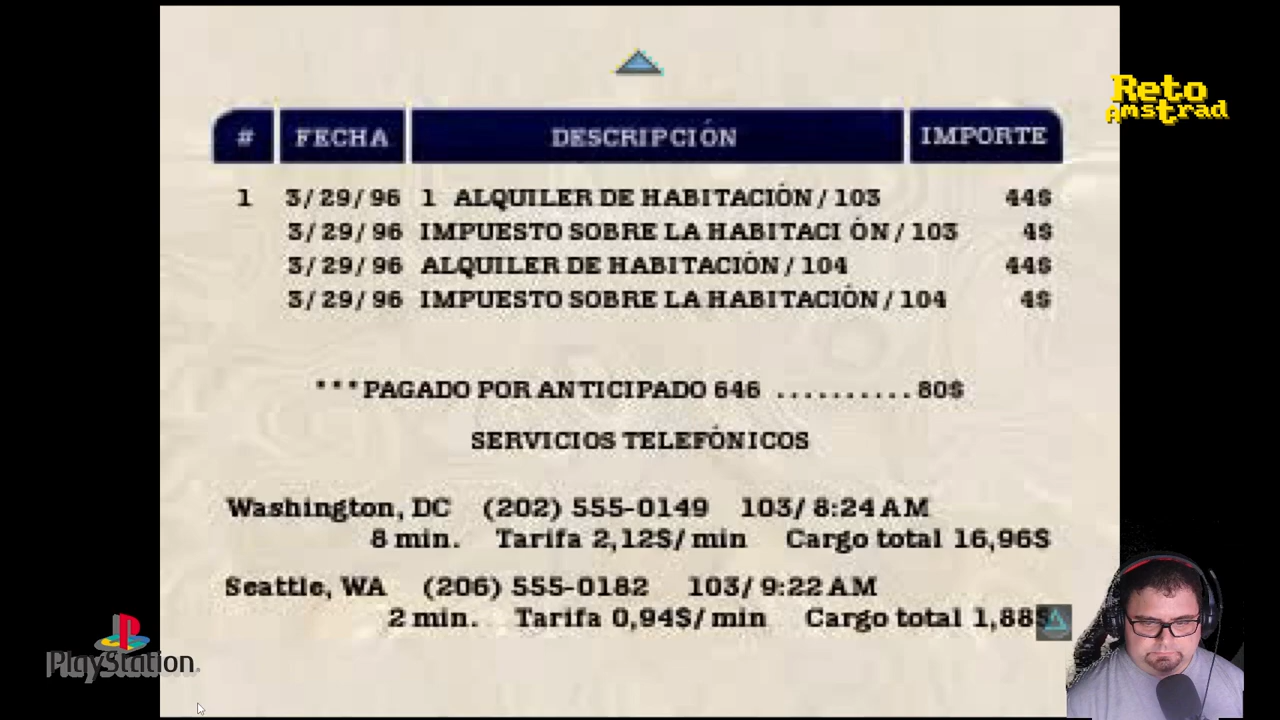 Reto
Amstrad
# FECHA DESCRIPCIÓN IMPORTE
1 3/29/96 1 ALQUILER DE HABITACIÓN/103 44$
3/29/96 IMPUESTO SOBRE LA HABITACI ÓN/103 4$
3/29/96 ALQUILER DE HABITACIÓN/104 44$
3/29/96 IMPUESTO SOBRE LA HABITACIÓN/104 4$
***PAGADO POR ANTICIPADO 646 ..........80$
SERVICIOS TELEFÓNICOS
Washington, DC (202) 555-0149 103/8:24AM
8 min. Tarifa 2,12$/min Cargo total 16,96$
Seattle, WA (206) 555-0182 103/9:22AM
2 min. Tarifa 0,94$/min Cargo total 1,88$
PlayStation